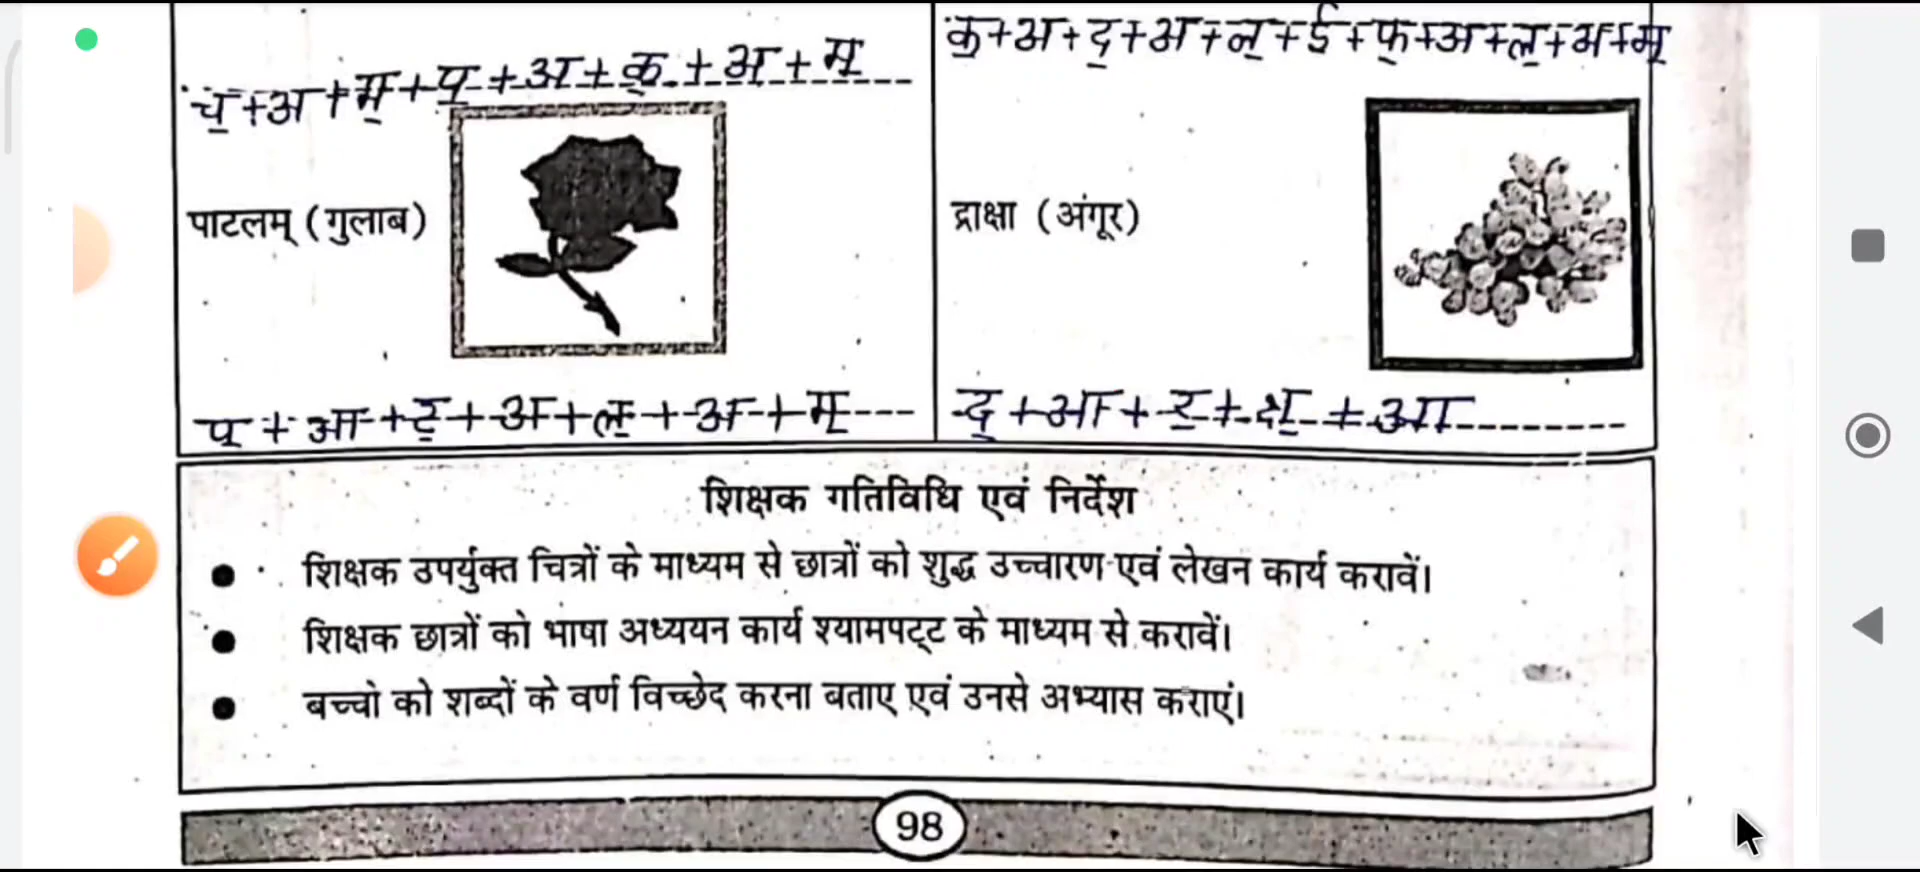 च्+अ+म्+प्+अ+क्+अ+म्
क्+अ+द्+अ+ल्+ई+फ्+अ+ल्+अ+म्
पाटलम् (गुलाब)
द्राक्षा (अंगूर)
प्+आ+ट्+अ+ल्+अ+म्
द्+आ+र्+क्ष्+आ
शिक्षक गतिविधि एवं निर्देश
● शिक्षक उपर्युक्त चित्रों के माध्यम से छात्रों को शुद्ध उच्चारण एवं लेखन कार्य करावें।
● शिक्षक छात्रों को भाषा अध्ययन कार्य श्यामपट्ट के माध्यम से करावें।
● बच्चो को शब्दों के वर्ण विच्छेद करना बताए एवं उनसे अभ्यास कराएं।
98